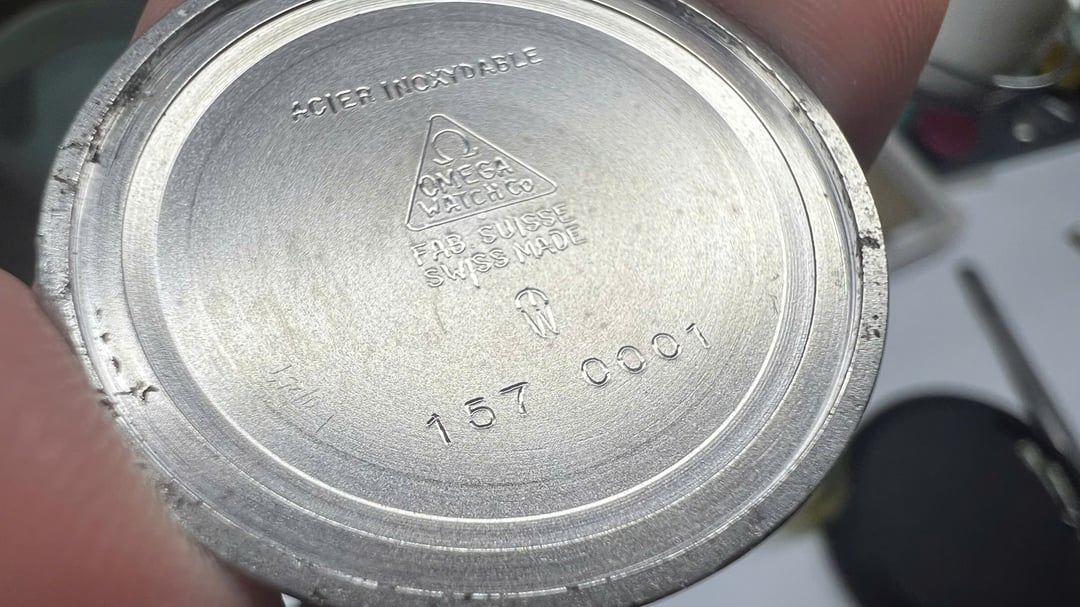 ACIER INOXYDABLE
Ω
OMEGA
WATCH Co
FAB. SUISSE
SWISS MADE
W
157 0001